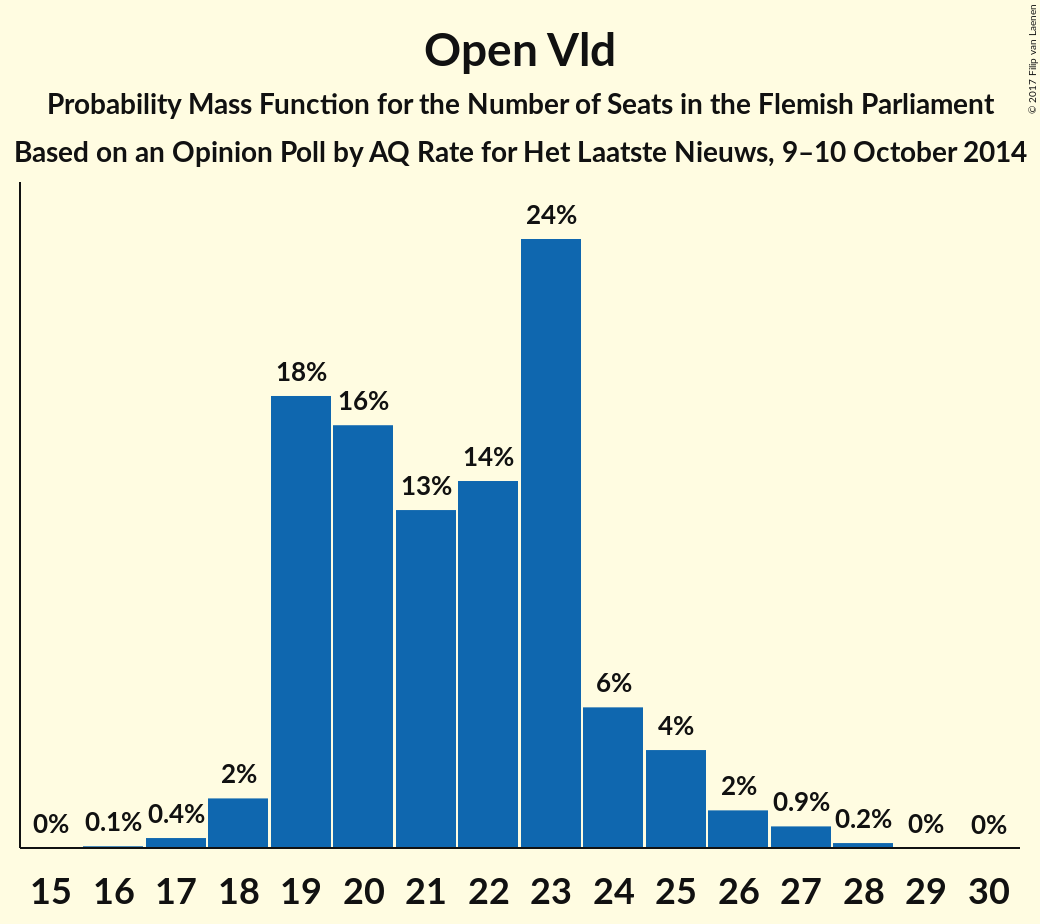 Open Vld
Probability Mass Function for the Number of Seats in the Flemish Parliament
Based on an Opinion Poll by AQ Rate for Het Laatste Nieuws, 9–10 October 2014
© 2017 Filip van Laenen
0% 0.1% 0.4% 2% 18% 16% 13% 14% 24% 6% 4% 2% 0.9% 0.2% 0% 0%
15 16 17 18 19 20 21 22 23 24 25 26 27 28 29 30